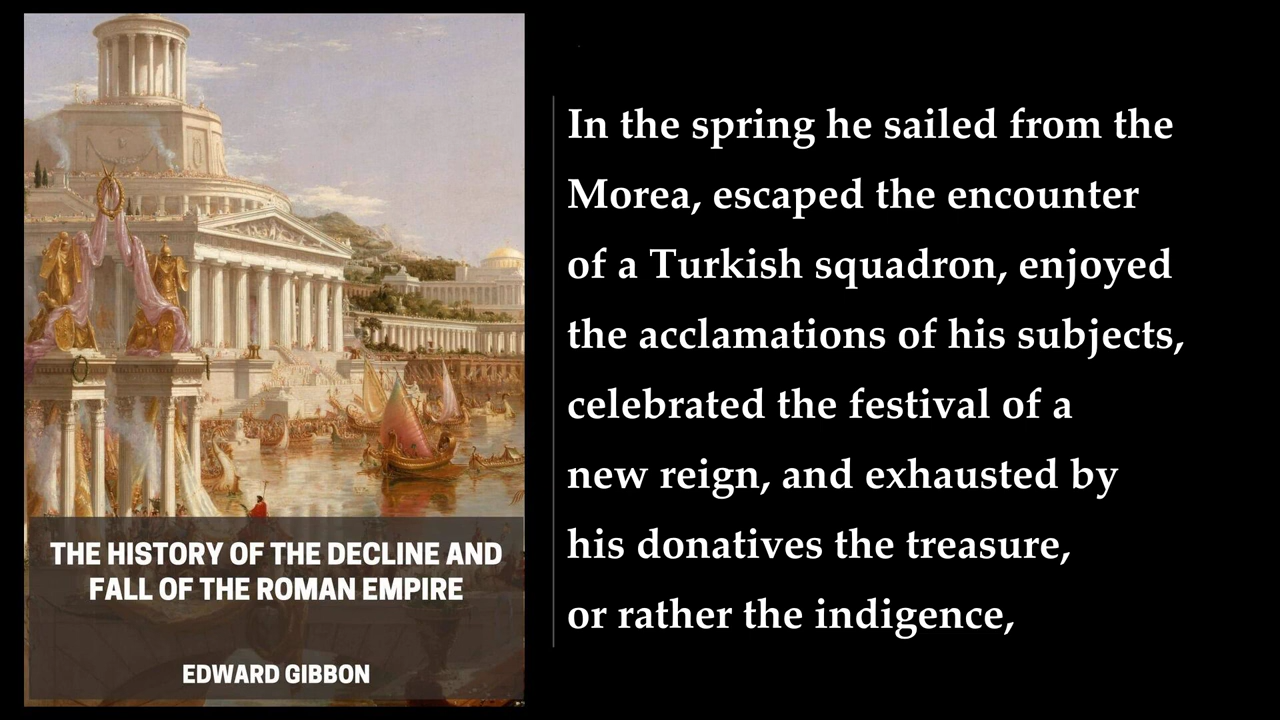 THE HISTORY OF THE DECLINE AND
FALL OF THE ROMAN EMPIRE
EDWARD GIBBON
In the spring he sailed from the
Morea, escaped the encounter
of a Turkish squadron, enjoyed
the acclamations of his subjects,
celebrated the festival of a
new reign, and exhausted by
his donatives the treasure,
or rather the indigence,